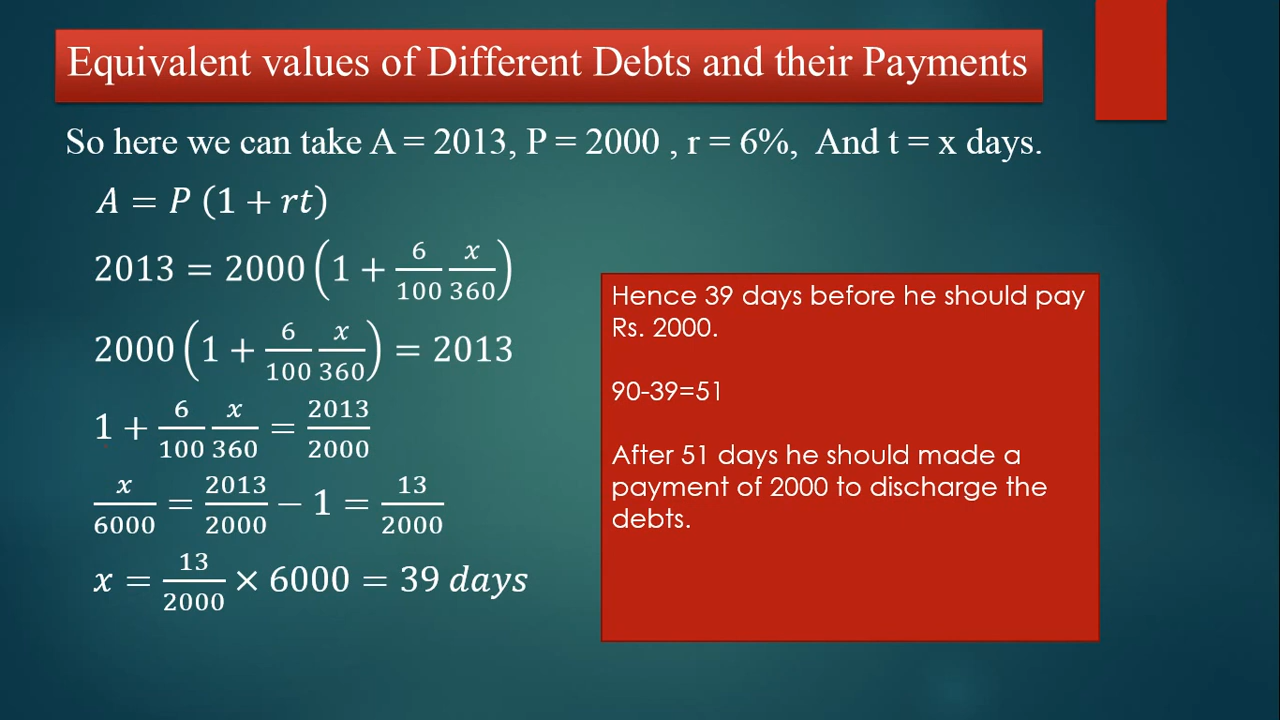 Equivalent values of Different Debts and their Payments
So here we can take A = 2013, P = 2000 , r = 6%,  And t = x days.
A = P (1 + rt)
2013 = 2000 (1 + 6/100 x/360)
2000 (1 + 6/100 x/360) = 2013
1 + 6/100 x/360 = 2013/2000
x/6000 = 2013/2000 − 1 = 13/2000
x = 13/2000 × 6000 = 39 days
Hence 39 days before he should pay
Rs. 2000.
90-39=51
After 51 days he should made a
payment of 2000 to discharge the
debts.